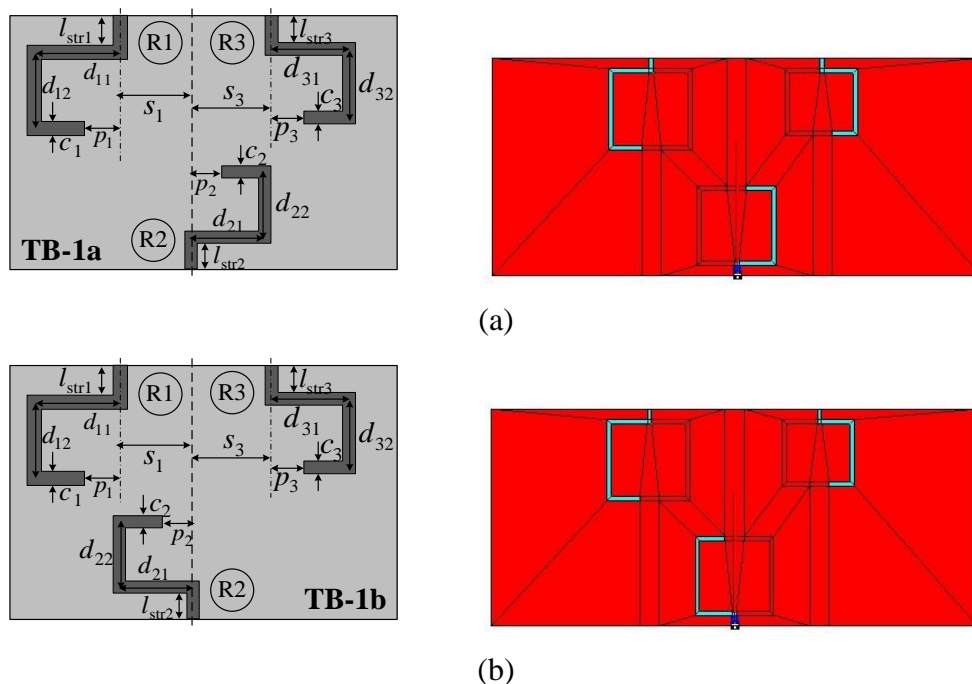 l_str1 R1 R3 l_str3
d_11 d_31
d_12 s_1 s_3 c_3 d_32
c_1 p_1 p_3
c_2
p_2 d_22
d_21
TB-1a R2 l_str2
(a)
l_str1 R1 R3 l_str3
d_11 d_31
d_12 s_1 s_3 c_3 d_32
c_1 p_1 p_3
c_2
d_22 p_2
d_21
l_str2 R2 TB-1b
(b)